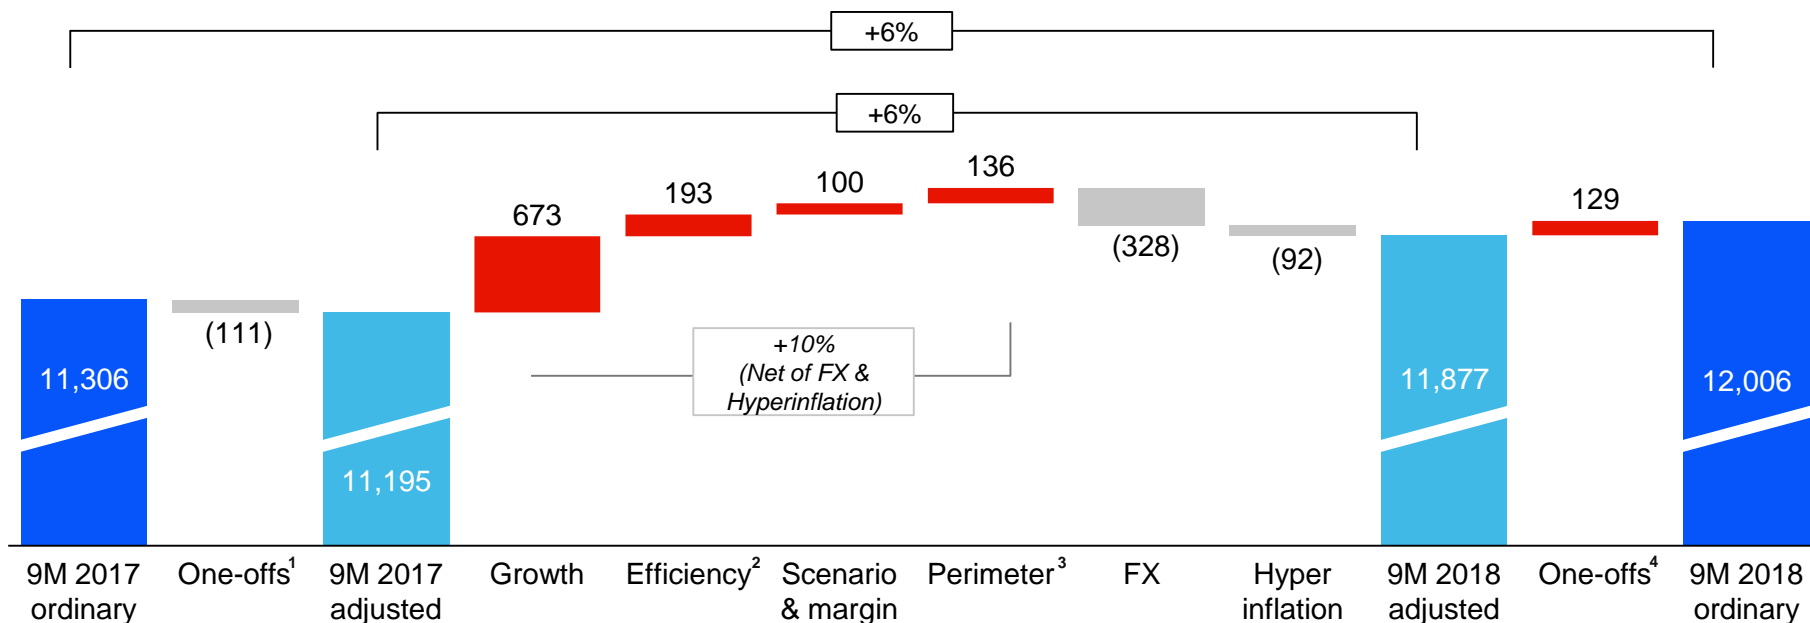 +6%
+6%
673
193
100
136
(328)
(92)
129
(111)
11,306
11,195
+10%
(Net of FX &
Hyperinflation)
11,877
12,006
9M 2017
ordinary
One-offs¹
9M 2017
adjusted
Growth
Efficiency²
Scenario
& margin
Perimeter³
FX
Hyper
inflation
9M 2018
adjusted
One-offs⁴
9M 2018
ordinary